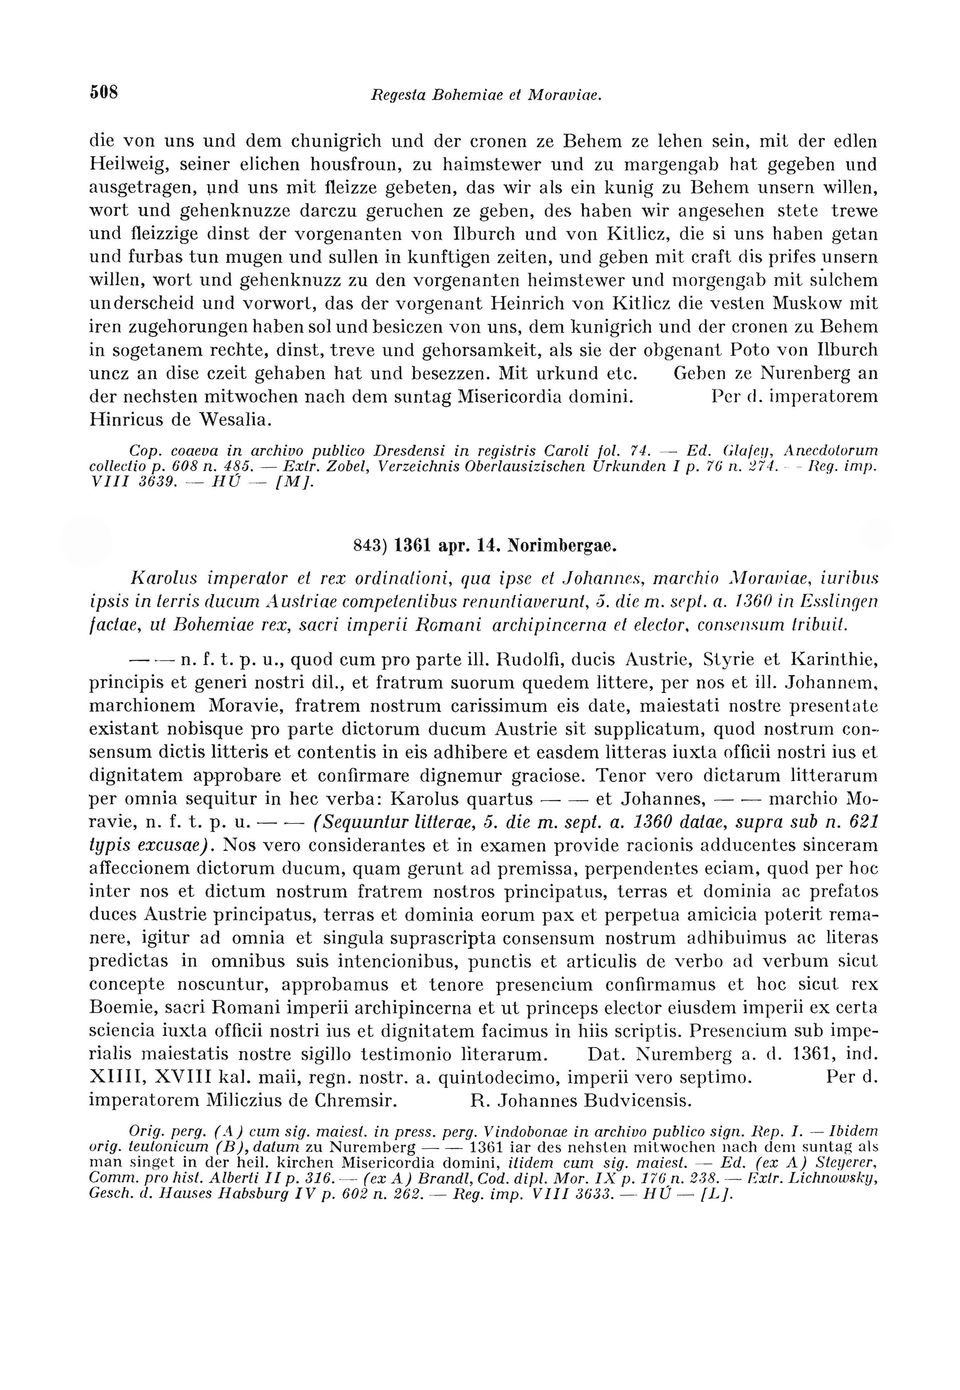 508 Regesta Bohemiae et Moraviae.
die von uns und dem chunigrich und der cronen ze Behem ze lehen sein, mit der edlen
Heilweig, seiner elichen housfroun, zu haimstewer und zu margengab hat gegeben und
ausgetragen, und uns mit fleizze gebeten, das wir als ein kunig zu Behem unsern willen,
wort und gehenknuzze darczu geruchen ze geben, des haben wir angesehen stete trewe
und fleizzige dinst der vorgenanten von Ilburch und von Kitlicz, die si uns haben getan
und furbas tun mugen und sullen in kunftigen zeiten, und geben mit craft dis prifes unsern
willen, wort und gehenknuzz zu den vorgenanten heimstewer und morgengab mit sulchem
underscheid und vorwort, das der vorgenant Heinrich von Kitlicz die vesten Muskow mit
iren zugehorungen haben sol und besiczen von uns, dem kunigrich und der cronen zu Behem
in sogetanem rechte, dinst, treve und gehorsamkeit, als sie der obgenant Poto von Ilburch
uncz an dise czeit gehaben hat und besezzen. Mit urkund etc. Geben ze Nurenberg an
der nechsten mitwochen nach dem suntag Misericordia domini. Per d. imperatorem
Hinricus de Wesalia.
Cop. coaeva in archivo publico Dresdensi in registris Caroli fol. 74. — Ed. Glafey, Anecdotorum
collectio p. 608 n. 485. — Extr. Zobel, Verzeichnis Oberlausizischen Urkunden I p. 76 n. 274. — Reg. imp.
VIII 3639. — HÚ — [M].
843) 1361 apr. 14. Norimbergae.
Karolus imperator et rex ordinationi, qua ipse et Johannes, marchio Moraviae, iuribus
ipsis in terris ducum Austriae competentibus renuntiaverunt, 5. die m. sept. a. 1360 in Esslingen
factae, ut Bohemiae rex, sacri imperii Romani archipincerna et elector, consensum tribuit.
— — n. f. t. p. u., quod cum pro parte ill. Rudolfi, ducis Austrie, Styrie et Karinthie,
principis et generi nostri dil., et fratrum suorum quedem littere, per nos et ill. Johannem,
marchionem Moravie, fratrem nostrum carissimum eis date, maiestati nostre presentate
existant nobisque pro parte dictorum ducum Austrie sit supplicatum, quod nostrum con-
sensum dictis litteris et contentis in eis adhibere et easdem litteras iuxta officii nostri ius et
dignitatem approbare et confirmare dignemur graciose. Tenor vero dictarum litterarum
per omnia sequitur in hec verba: Karolus quartus — — et Johannes, — — marchio Mo-
ravie, n. f. t. p. u. — — (Sequuntur litterae, 5. die m. sept. a. 1360 datae, supra sub n. 621
typis excusae). Nos vero considerantes et in examen provide racionis adducentes sinceram
affeccionem dictorum ducum, quam gerunt ad premissa, perpendentes eciam, quod per hoc
inter nos et dictum nostrum fratrem nostros principatus, terras et dominia ac prefatos
duces Austrie principatus, terras et dominia eorum pax et perpetua amicicia poterit rema-
nere, igitur ad omnia et singula suprascripta consensum nostrum adhibuimus ac literas
predictas in omnibus suis intencionibus, punctis et articulis de verbo ad verbum sicut
concepte noscuntur, approbamus et tenore presencium confirmamus et hoc sicut rex
Boemie, sacri Romani imperii archipincerna et ut princeps elector eiusdem imperii ex certa
sciencia iuxta officii nostri ius et dignitatem facimus in hiis scriptis. Presencium sub impe-
rialis maiestatis nostre sigillo testimonio literarum. Dat. Nuremberg a. d. 1361, ind.
XIIII, XVIII kal. maii, regn. nostr. a. quintodecimo, imperii vero septimo. Per d.
imperatorem Miliczius de Chremsir. R. Johannes Budvicensis.
Orig. perg. (A) cum sig. maiest. in press. perg. Vindobonae in archivo publico sign. Rep. I. — Ibidem
orig. teutonicum (B), datum zu Nuremberg — — 1361 iar des nehsten mitwochen nach dem suntag als
man singet in der heil. kirchen Misericordia domini, itidem cum sig. maiest. — Ed. (ex A) Steyerer,
Comm. pro hist. Alberti II p. 316. — (ex A) Brandl, Cod. dipl. Mor. IX p. 176 n. 238. — Extr. Lichnowsky,
Gesch. d. Hauses Habsburg IV p. 602 n. 262. — Reg. imp. VIII 3633. — HÚ — [L].